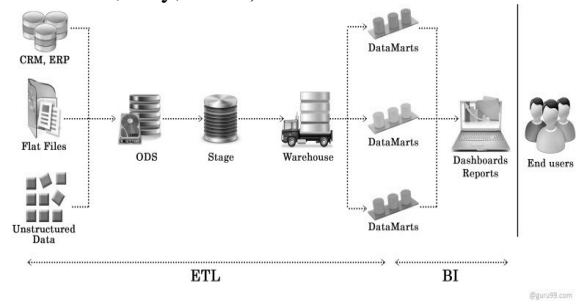 CRM, ERP
DataMarts
Flat Files
ODS
Stage
Warehouse
DataMarts
Dashboards
Reports
End users
Unstructured
Data
DataMarts
ETL
BI
@guru99.com